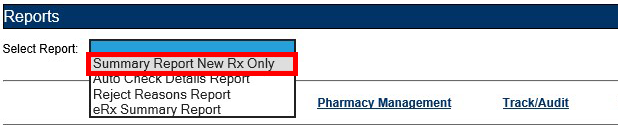 Reports
Select Report:
Summary Report New Rx Only
Auto Check Details Report
Reject Reasons Report
eRx Summary Report
Pharmacy Management Track/Audit